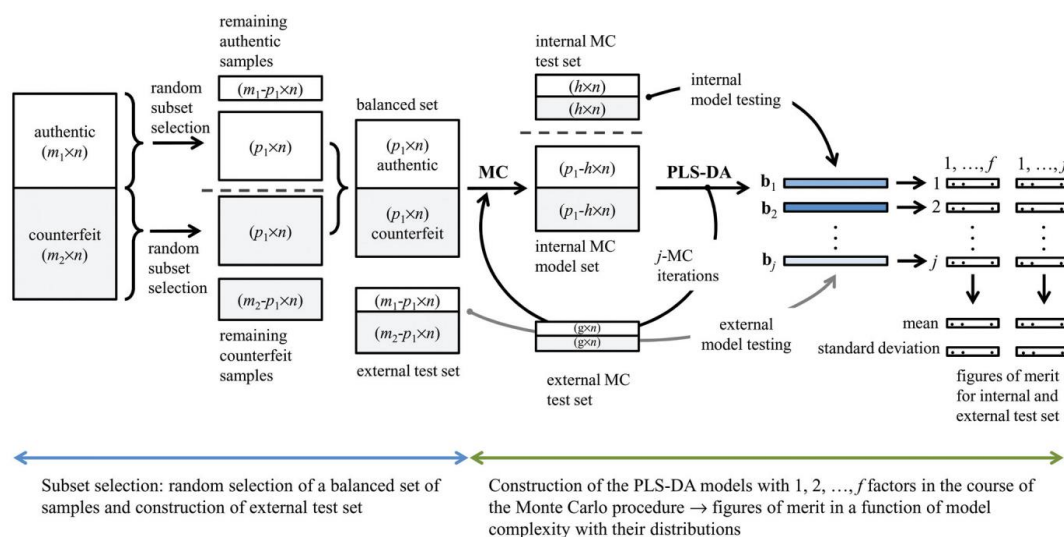 authentic
(m₁×n)
counterfeit
(m₂×n)
random
subset
selection
random
subset
selection
remaining
authentic
samples
(m₁-p₁×n)
(p₁×n)
(p₁×n)
(m₂-p₁×n)
remaining
counterfeit
samples
balanced set
(p₁×n)
authentic
(p₁×n)
counterfeit
(m₁-p₁×n)
(m₂-p₁×n)
external test set
MC
internal MC
test set
(h×n)
(h×n)
(p₁-h×n)
(p₁-h×n)
internal MC
model set
(g×n)
(g×n)
external MC
test set
PLS-DA
j-MC
iterations
internal
model testing
external
model testing
b₁
b₂
⋮
bⱼ
1, …, f
1, …, f
1
2
⋮
⋮
j
mean
standard deviation
figures of merit
for internal and
external test set
Subset selection: random selection of a balanced set of
samples and construction of external test set
Construction of the PLS-DA models with 1, 2, …, f factors in the course of
the Monte Carlo procedure → figures of merit in a function of model
complexity with their distributions